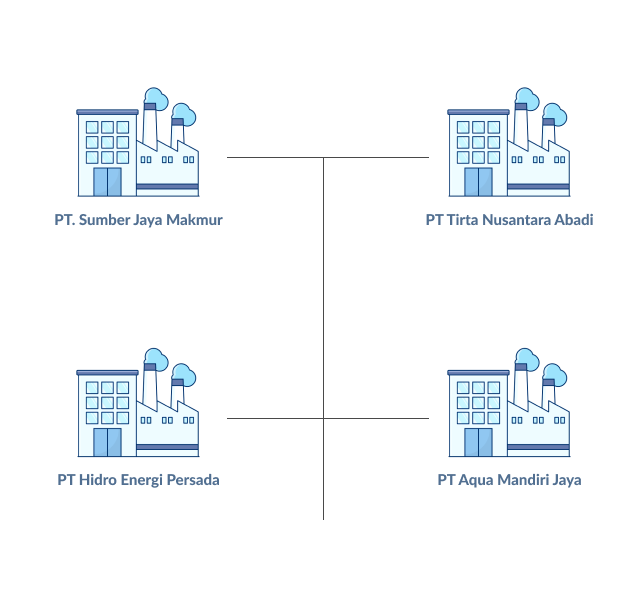 PT. Sumber Jaya Makmur
PT Tirta Nusantara Abadi
PT Hidro Energi Persada
PT Aqua Mandiri Jaya